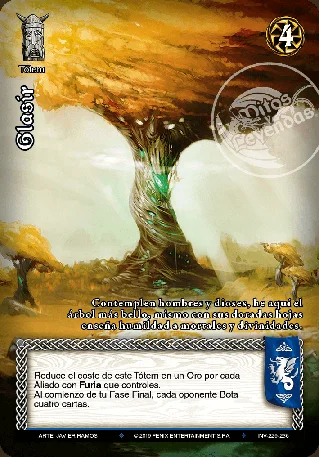 4
Tótem
Glasir
Mitos
y
Leyendas
Contemplen hombres y dioses, he aquí el
árbol más bello, mismo con sus doradas hojas
enseña humildad a mortales y divinidades.
Reduce el coste de este Tótem en un Oro por cada
Aliado con Furia que controles.
Al comienzo de tu Fase Final, cada oponente Bota
cuatro cartas.
ARTE: JAVIER RAMOS © 2019 FENIX ENTERTAINMENT S.P.A.